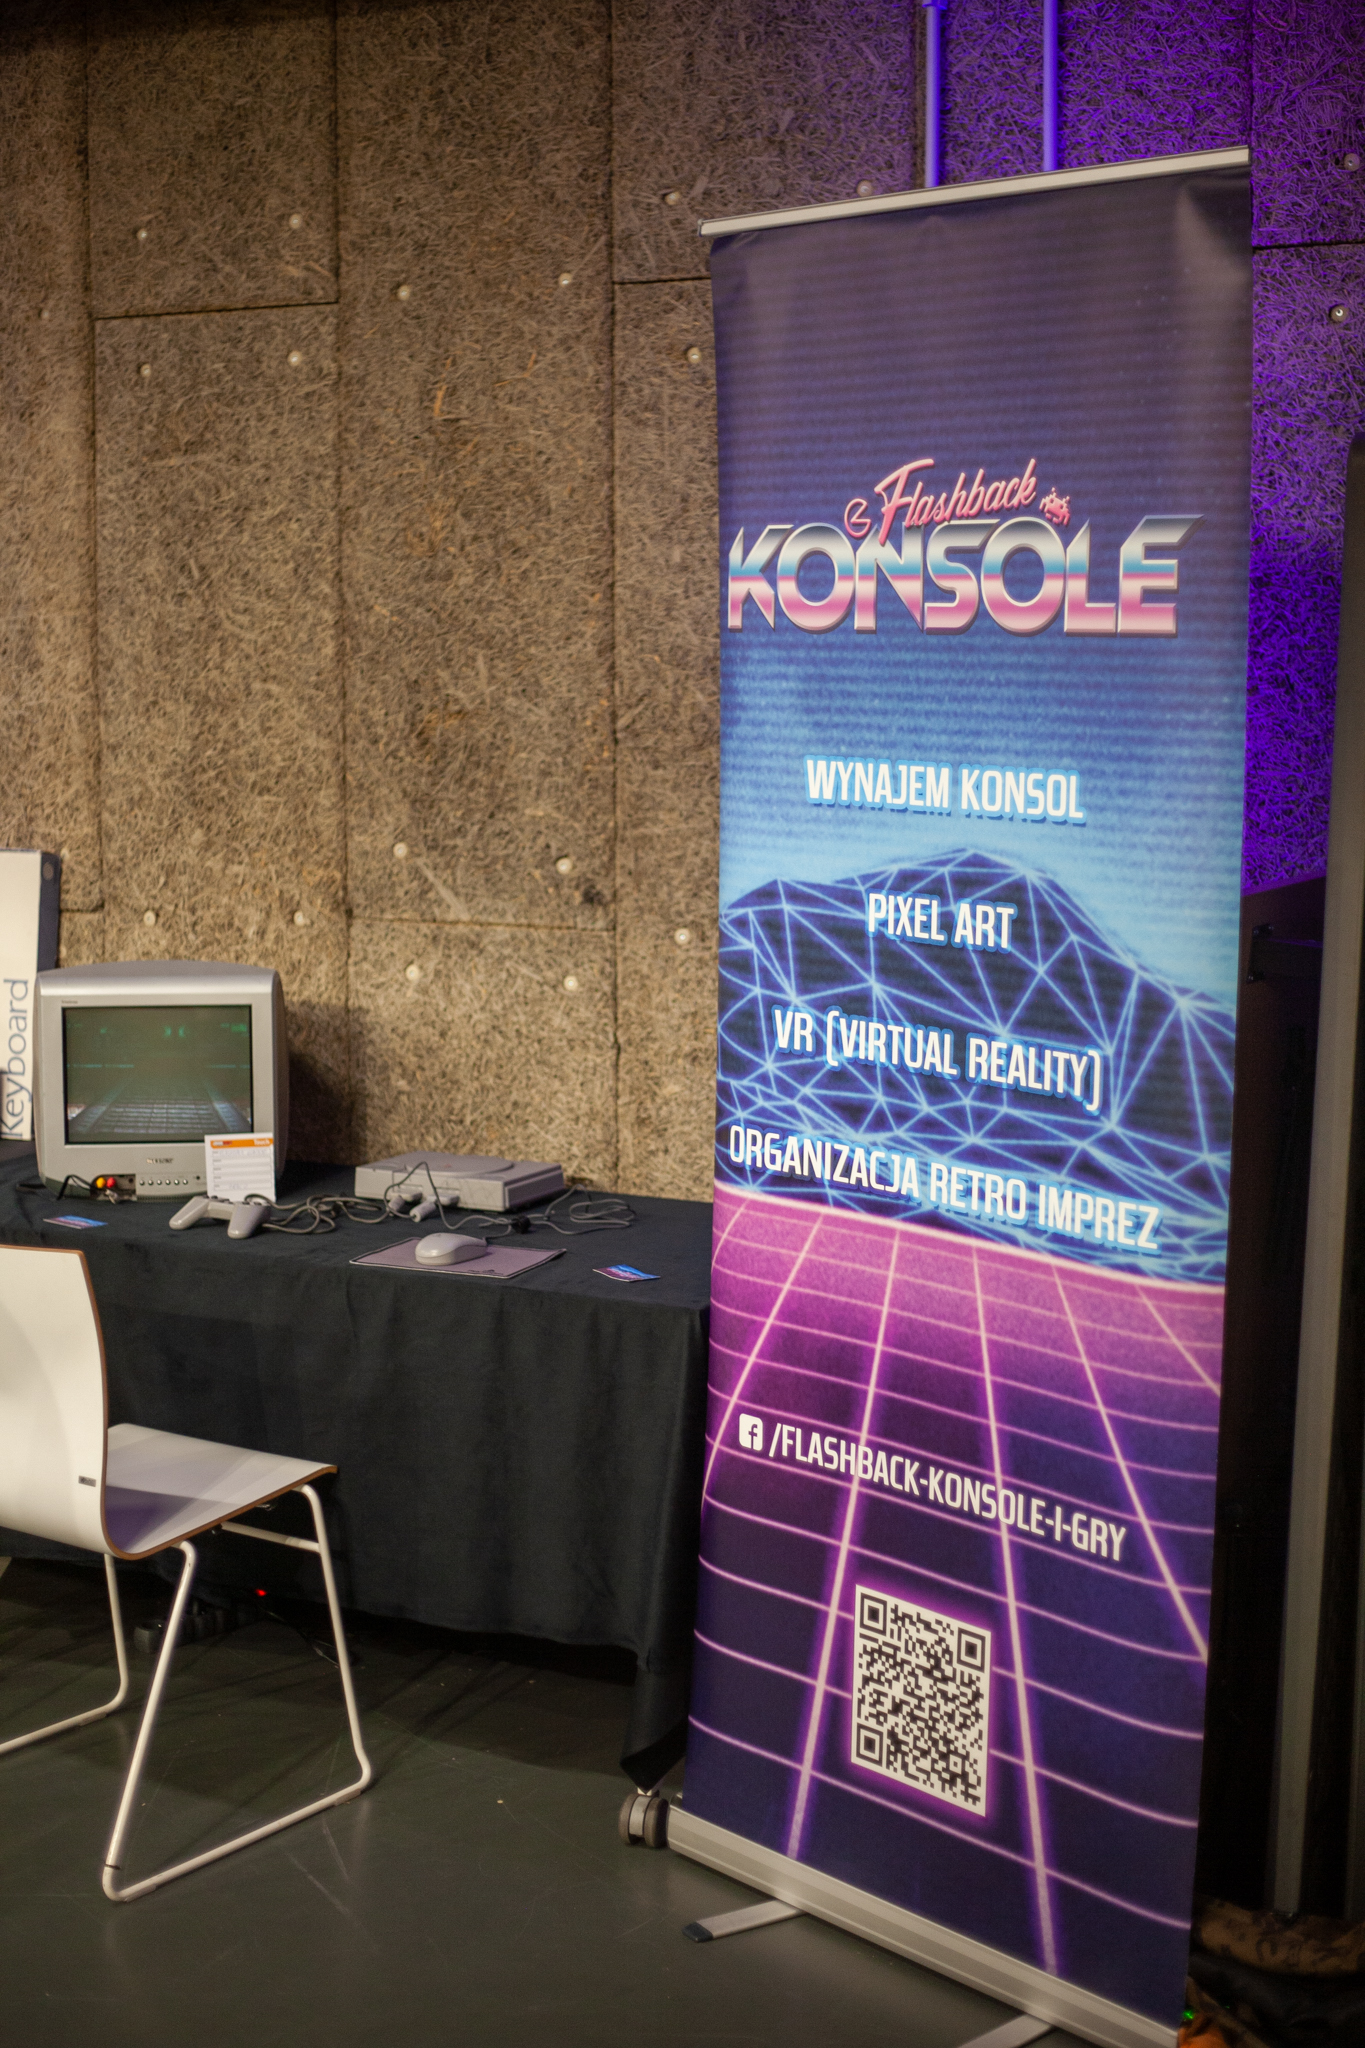 Flashback
KONSOLE
WYNAJEM KONSOL
PIXEL ART
VR (VIRTUAL REALITY)
ORGANIZACJA RETRO IMPREZ
/FLASHBACK-KONSOLE-I-GRY
Keyboard